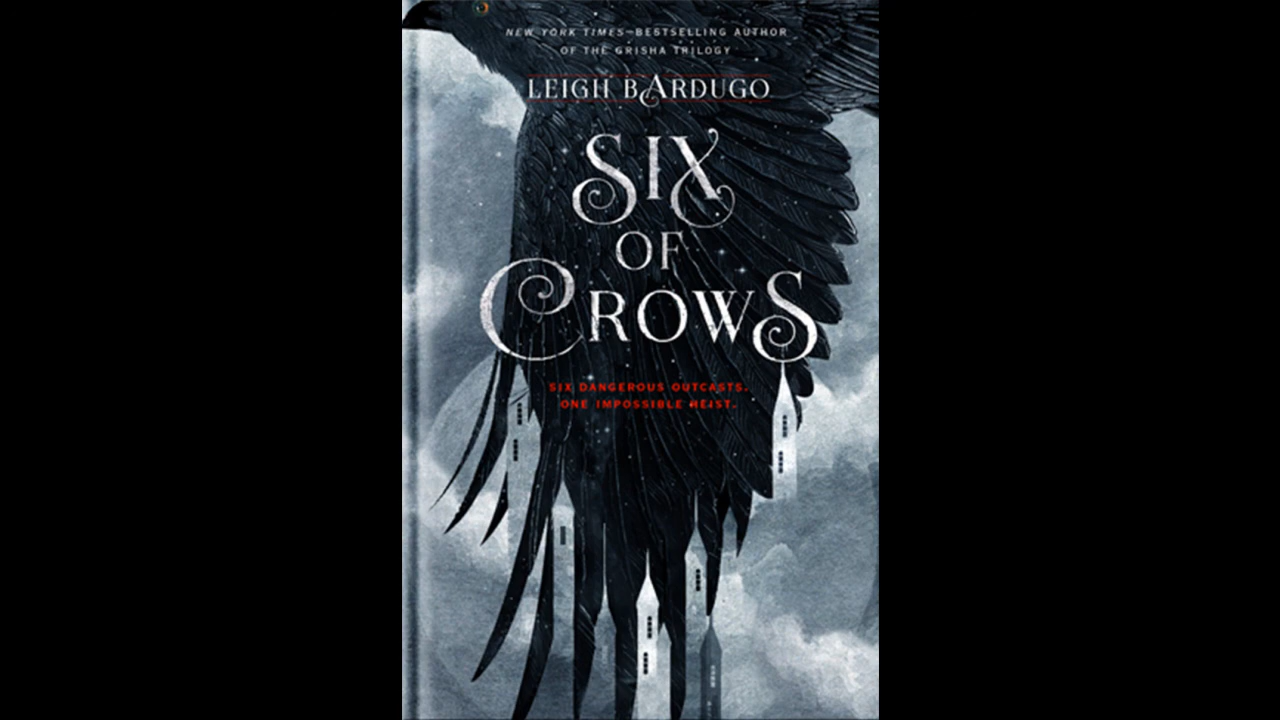 NEW YORK TIMES–BESTSELLING AUTHOR
OF THE GRISHA TRILOGY
LEIGH BARDUGO
SIX
OF
CROWS
SIX DANGEROUS OUTCASTS.
ONE IMPOSSIBLE HEIST.